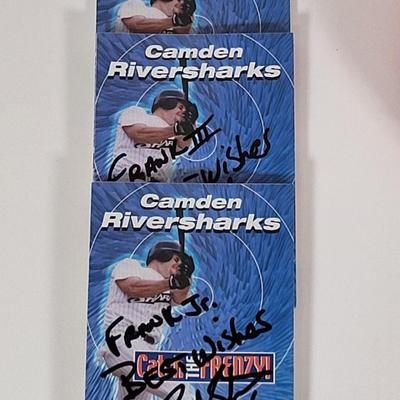 Camden
Riversharks
FRANK III
Wishes
Camden
Riversharks
FRANK Jr.
Catch THE FRENZY!
BEST Wishes